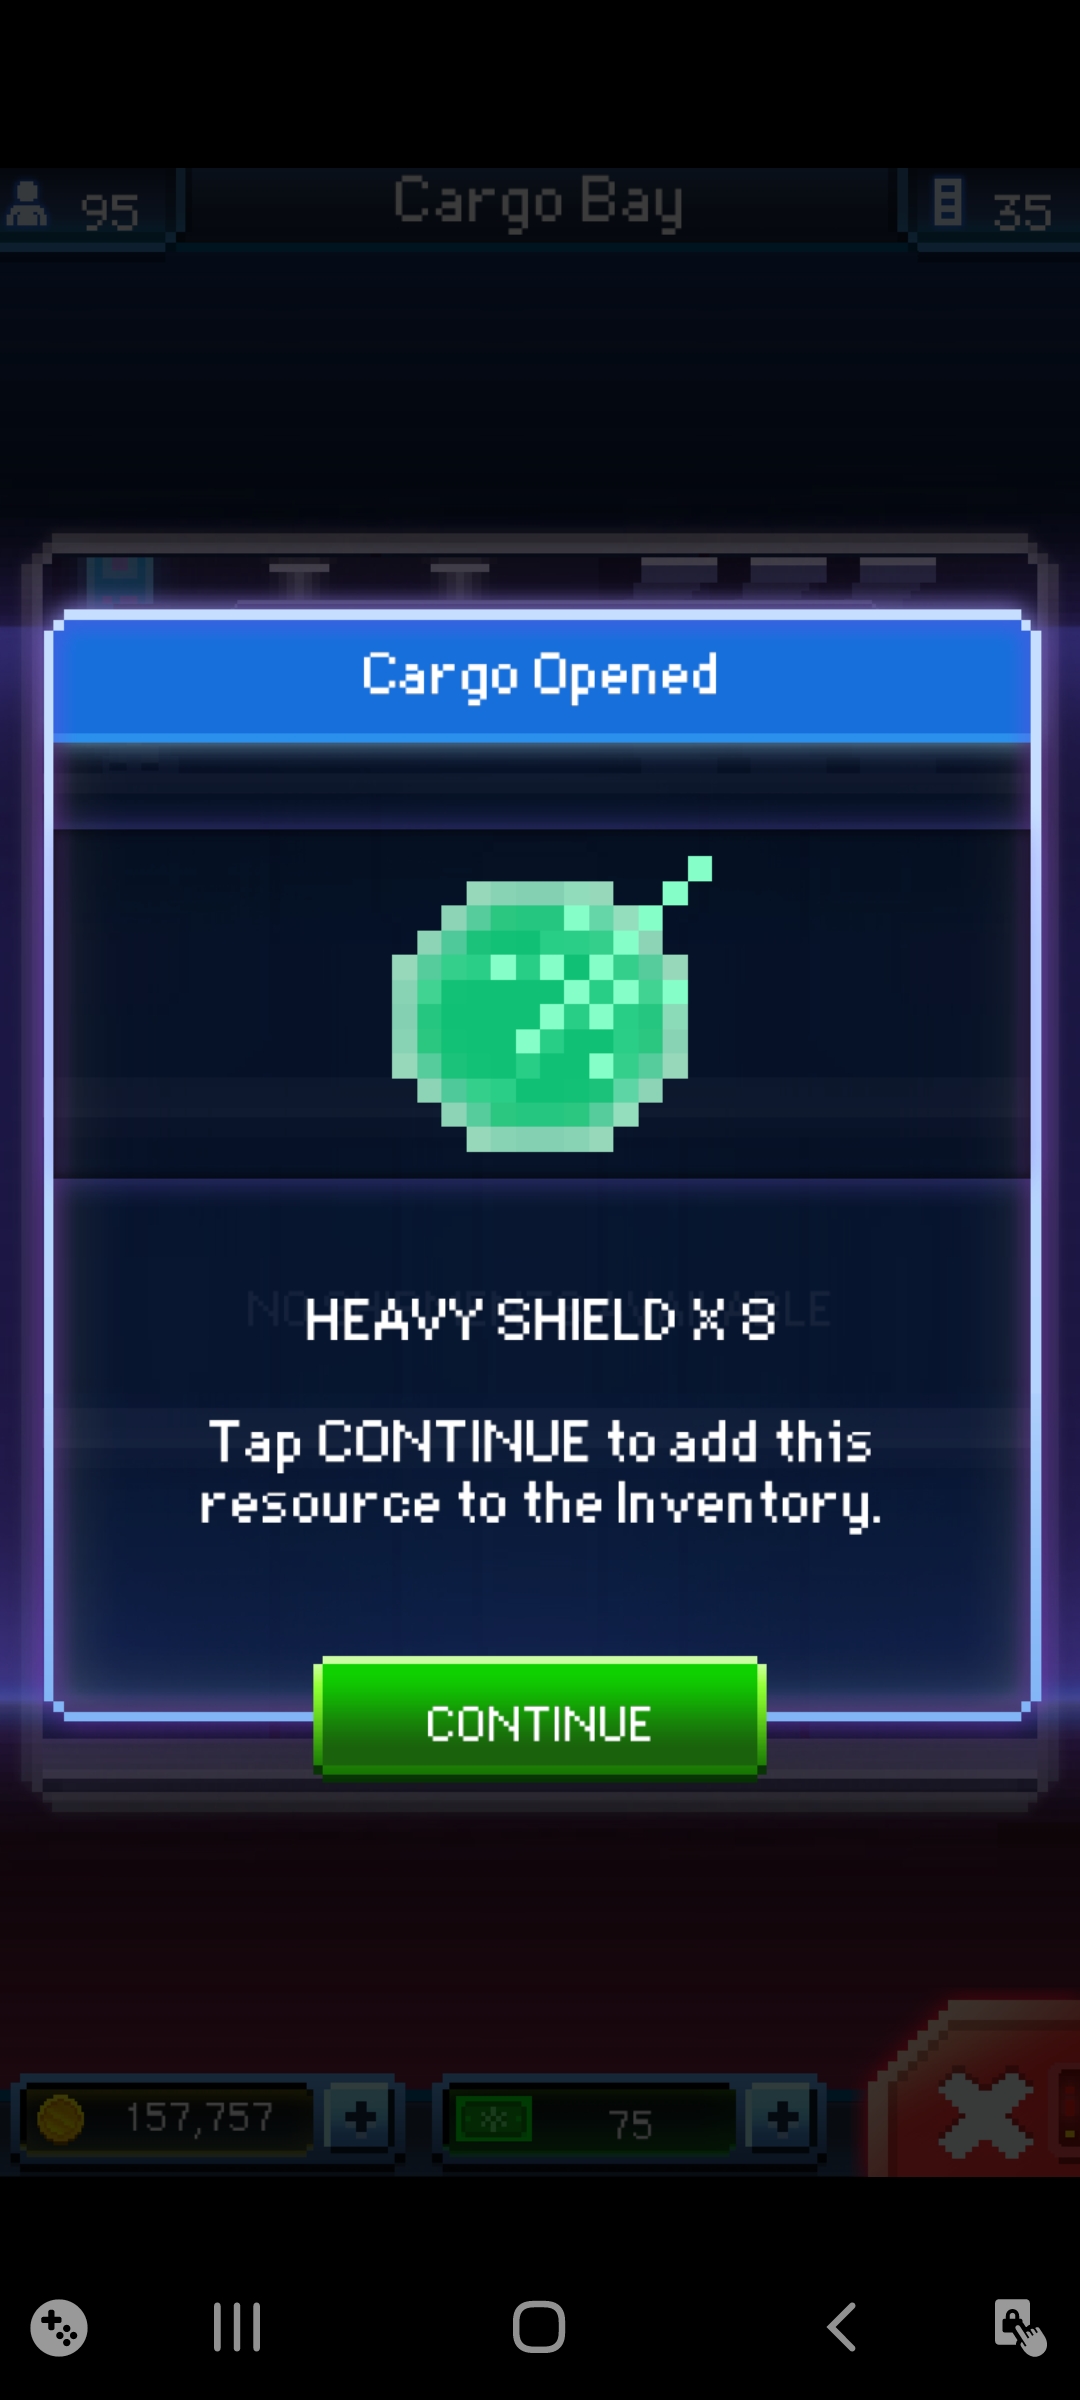 95
Cargo Bay
35
Cargo Opened
HEAVY SHIELD X 8
Tap CONTINUE to add this
resource to the Inventory.
CONTINUE
157,757
75